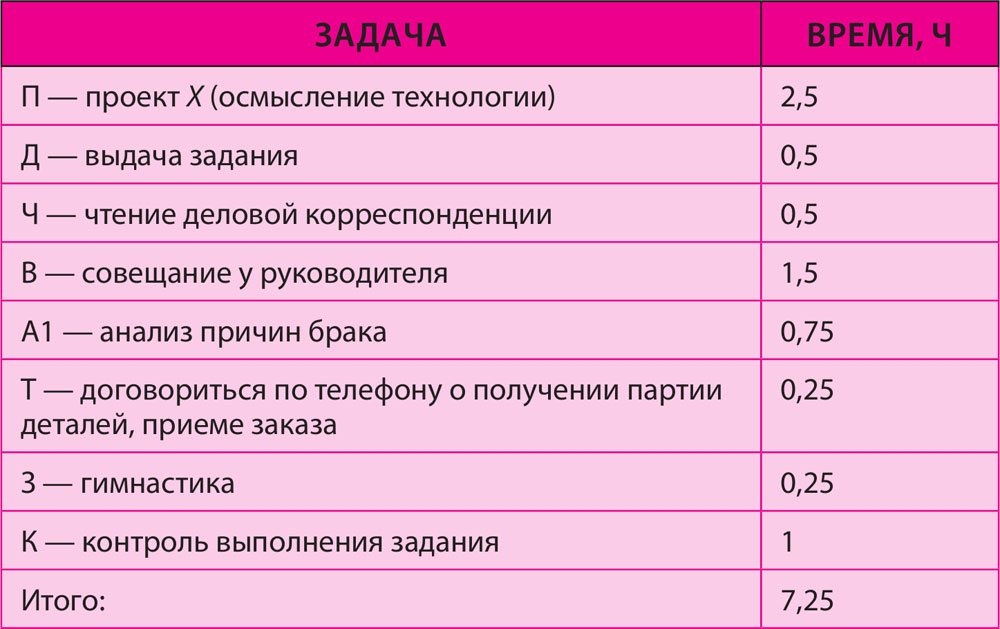 ЗАДАЧА ВРЕМЯ, Ч
П — проект X (осмысление технологии) 2,5
Д — выдача задания 0,5
Ч — чтение деловой корреспонденции 0,5
В — совещание у руководителя 1,5
А1 — анализ причин брака 0,75
Т — договориться по телефону о получении партии 0,25
деталей, приеме заказа
З — гимнастика 0,25
К — контроль выполнения задания 1
Итого: 7,25